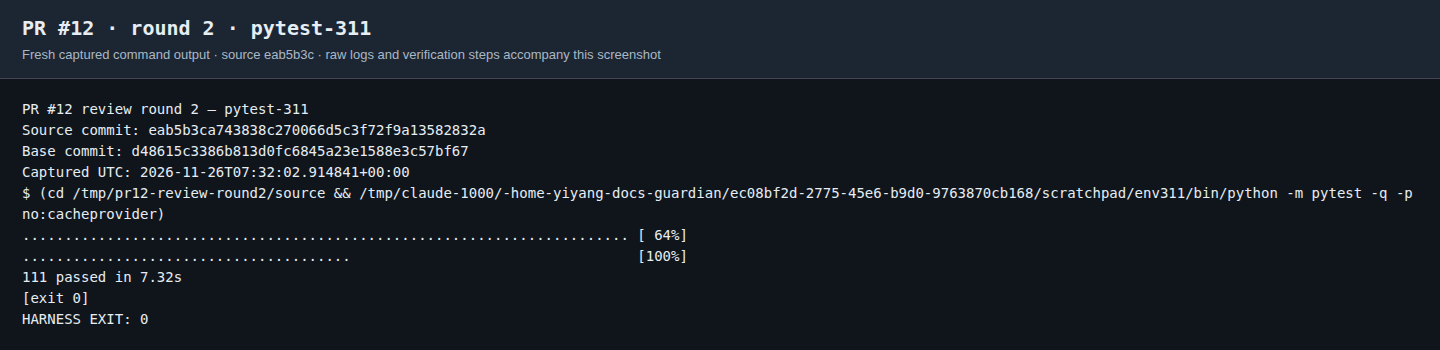 PR #12 · round 2 · pytest-311
Fresh captured command output · source eab5b3c · raw logs and verification steps accompany this screenshot
PR #12 review round 2 — pytest-311
Source commit: eab5b3ca743838c270066d5c3f72f9a13582832a
Base commit: d48615c3386b813d0fc6845a23e1588e3c57bf67
Captured UTC: 2026-11-26T07:32:02.914841+00:00
$ (cd /tmp/pr12-review-round2/source && /tmp/claude-1000/-home-yiyang-docs-guardian/ec08bf2d-2775-45e6-b9d0-9763870cb168/scratchpad/env311/bin/python -m pytest -q -p
no:cacheprovider)
........................................................................ [ 64%]
.......................................                                  [100%]
111 passed in 7.32s
[exit 0]
HARNESS EXIT: 0